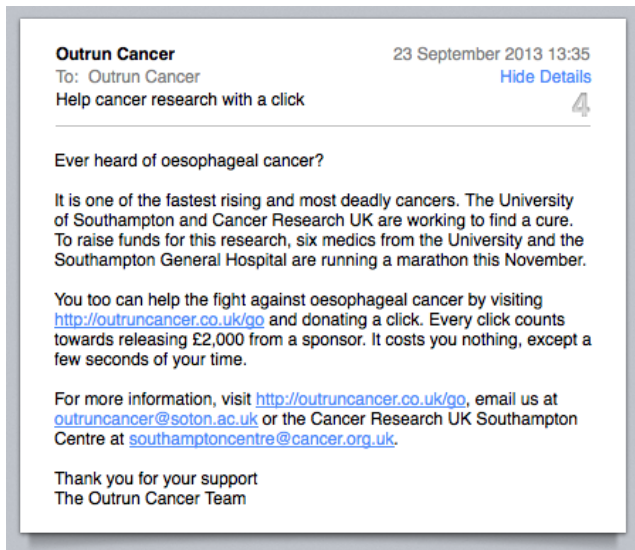 Outrun Cancer 23 September 2013 13:35
To: Outrun Cancer Hide Details
Help cancer research with a click 4
Ever heard of oesophageal cancer?
It is one of the fastest rising and most deadly cancers. The University
of Southampton and Cancer Research UK are working to find a cure.
To raise funds for this research, six medics from the University and the
Southampton General Hospital are running a marathon this November.
You too can help the fight against oesophageal cancer by visiting
http://outruncancer.co.uk/go and donating a click. Every click counts
towards releasing £2,000 from a sponsor. It costs you nothing, except a
few seconds of your time.
For more information, visit http://outruncancer.co.uk/go, email us at
outruncancer@soton.ac.uk or the Cancer Research UK Southampton
Centre at southamptoncentre@cancer.org.uk.
Thank you for your support
The Outrun Cancer Team